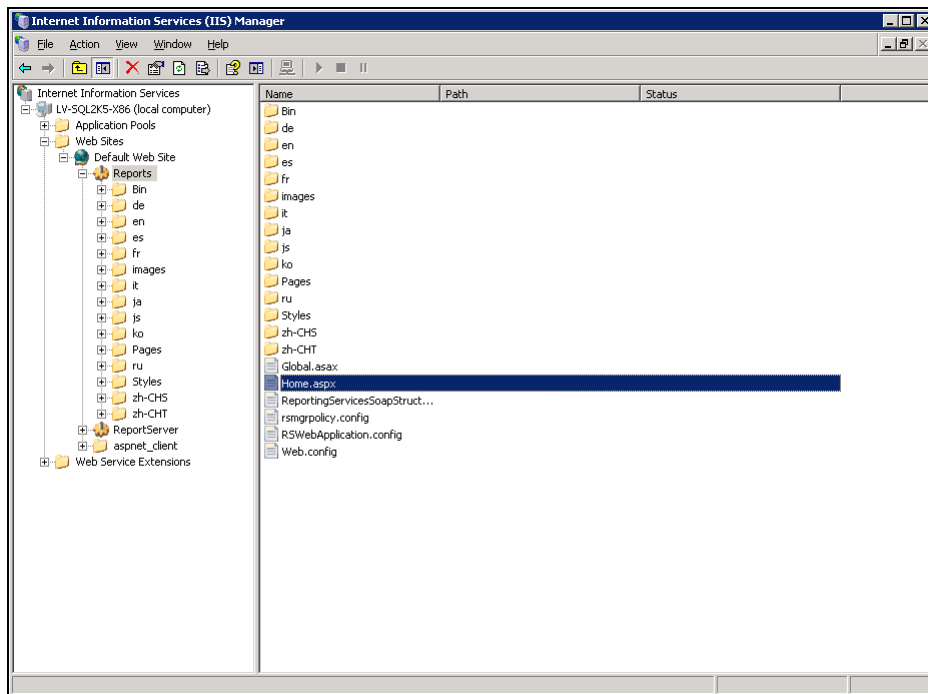 Internet Information Services (IIS) Manager
File Action View Window Help
Internet Information Services
LV-SQL2K5-X86 (local computer)
Application Pools
Web Sites
Default Web Site
Reports
Bin
de
en
es
fr
images
it
ja
js
ko
Pages
ru
Styles
zh-CHS
zh-CHT
ReportServer
aspnet_client
Web Service Extensions
Name Path Status
Bin
de
en
es
fr
images
it
ja
js
ko
Pages
ru
Styles
zh-CHS
zh-CHT
Global.asax
Home.aspx
ReportingServicesSoapStruct...
rsmgrpolicy.config
RSWebApplication.config
Web.config